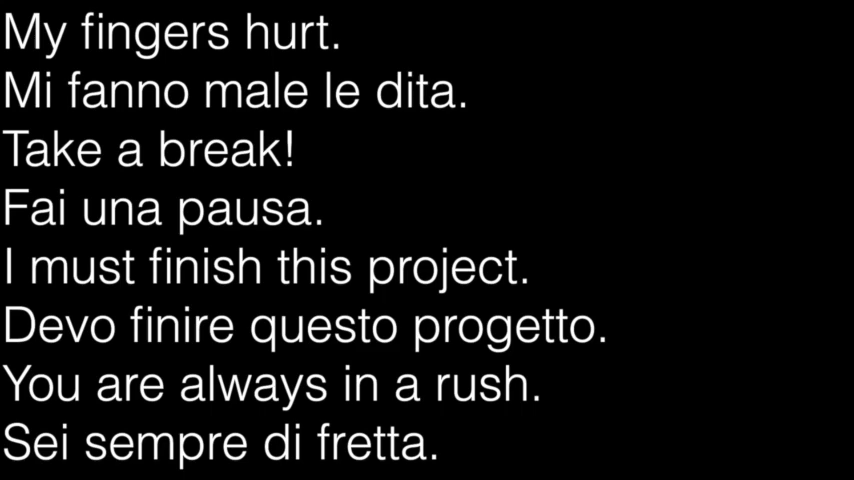 My fingers hurt.
Mi fanno male le dita.
Take a break!
Fai una pausa.
I must finish this project.
Devo finire questo progetto.
You are always in a rush.
Sei sempre di fretta.